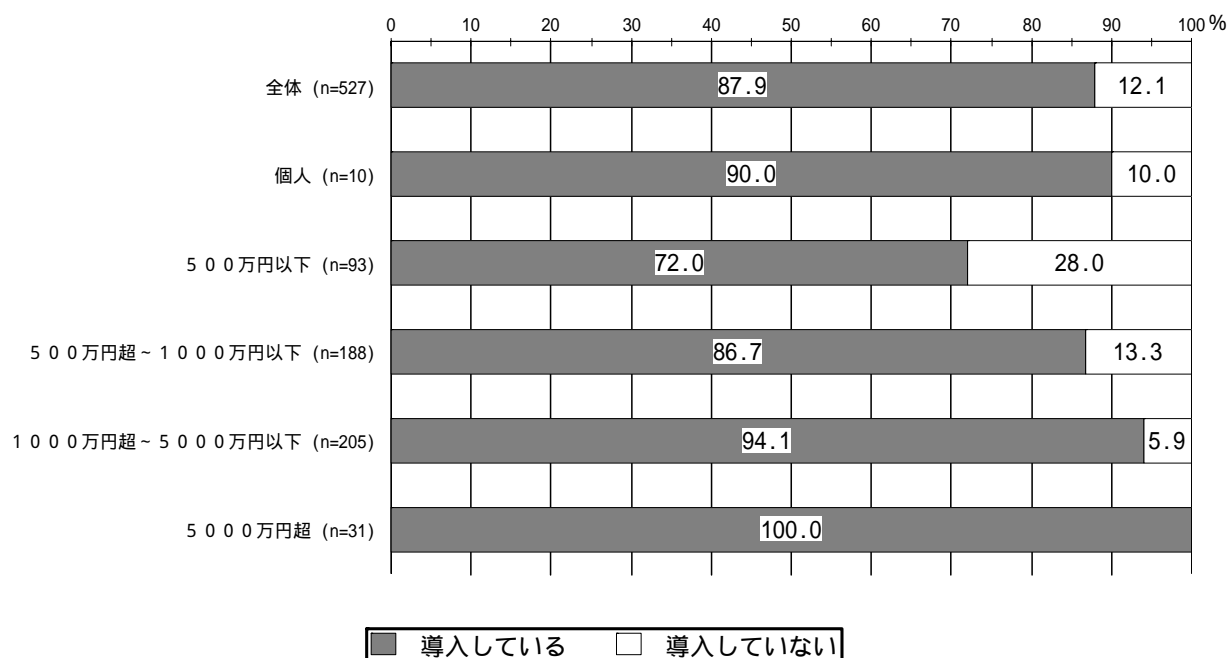 0 10 20 30 40 50 60 70 80 90 100 %
全体 (n=527) 87.9 12.1
個人 (n=10) 90.0 10.0
５００万円以下 (n=93) 72.0 28.0
５００万円超~１０００万円以下 (n=188) 86.7 13.3
１０００万円超~５０００万円以下 (n=205) 94.1 5.9
５０００万円超 (n=31) 100.0
導入している 導入していない